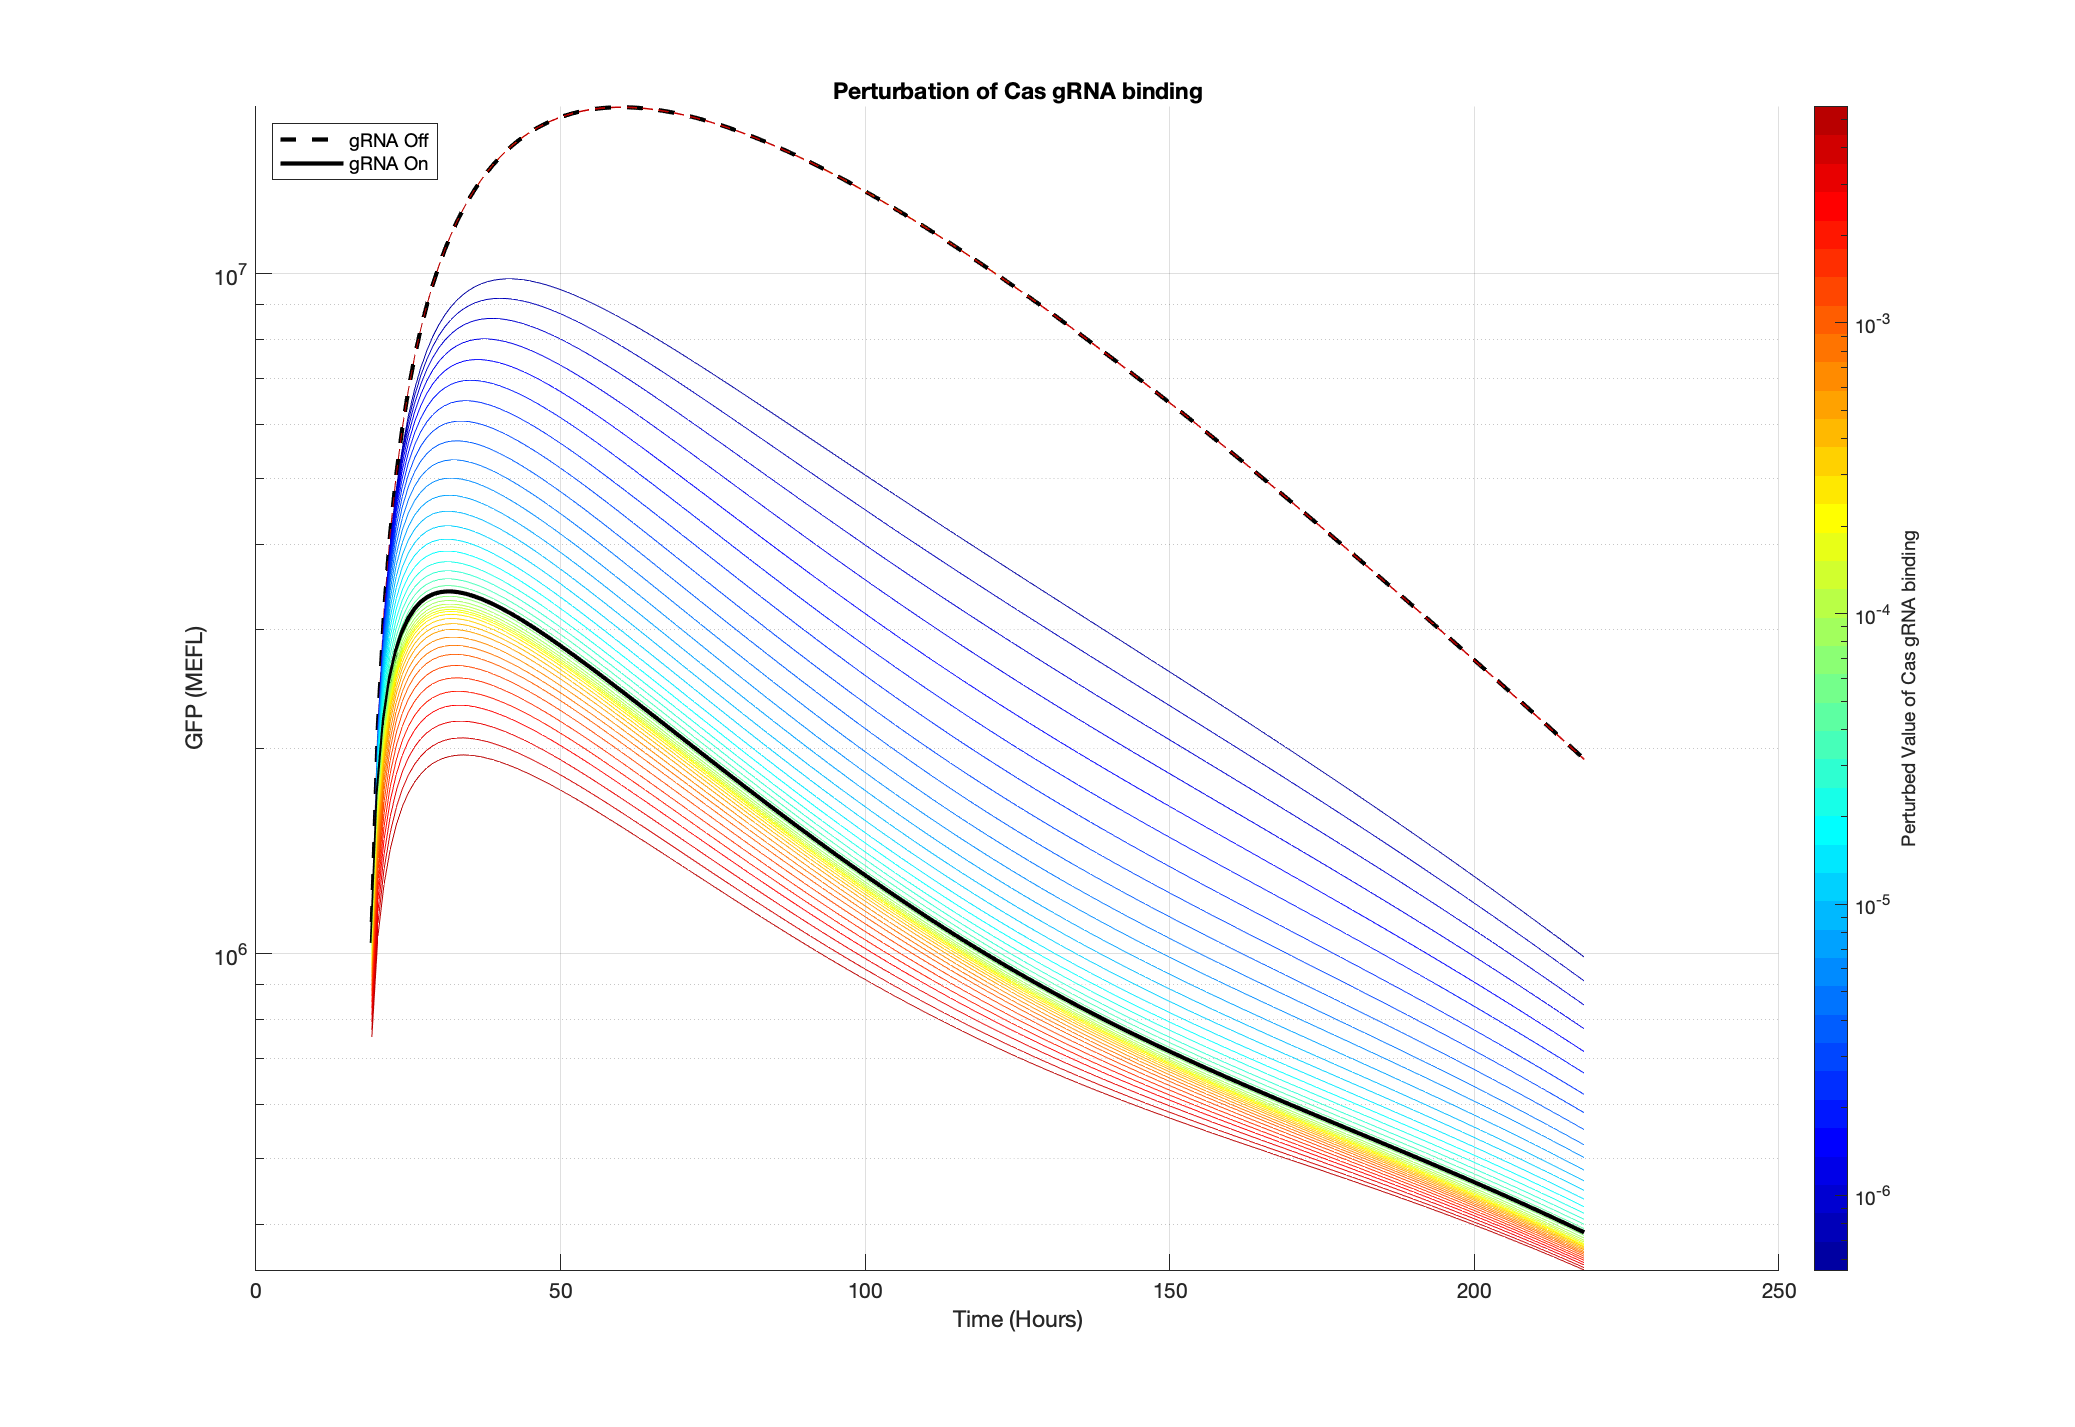 Perturbation of Cas gRNA binding
gRNA Off
gRNA On
10^7
10^6
GFP (MEFL)
0 50 100 150 200 250
Time (Hours)
10^-3
10^-4
10^-5
10^-6
Perturbed Value of Cas gRNA binding